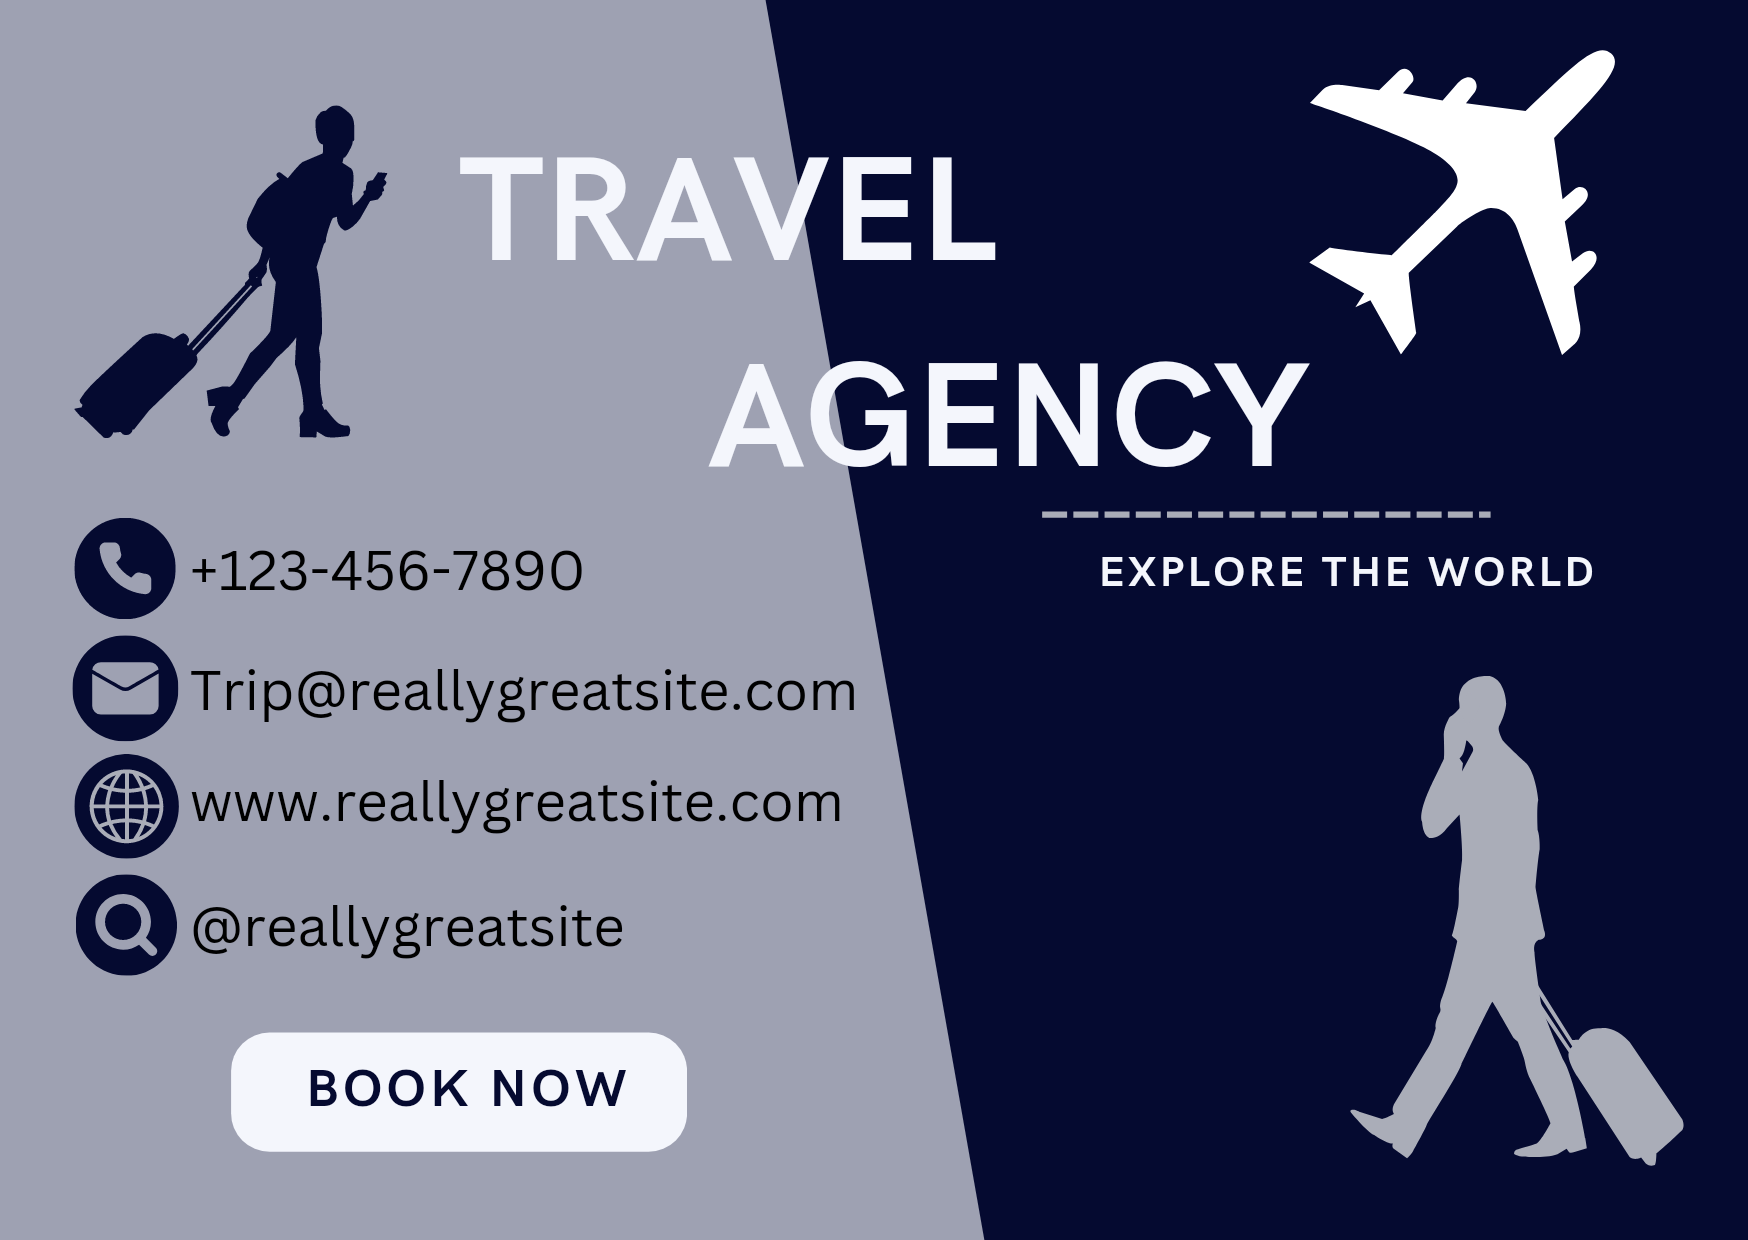 TRAVEL
AGENCY
EXPLORE THE WORLD
+123-456-7890
Trip@reallygreatsite.com
www.reallygreatsite.com
@reallygreatsite
BOOK NOW